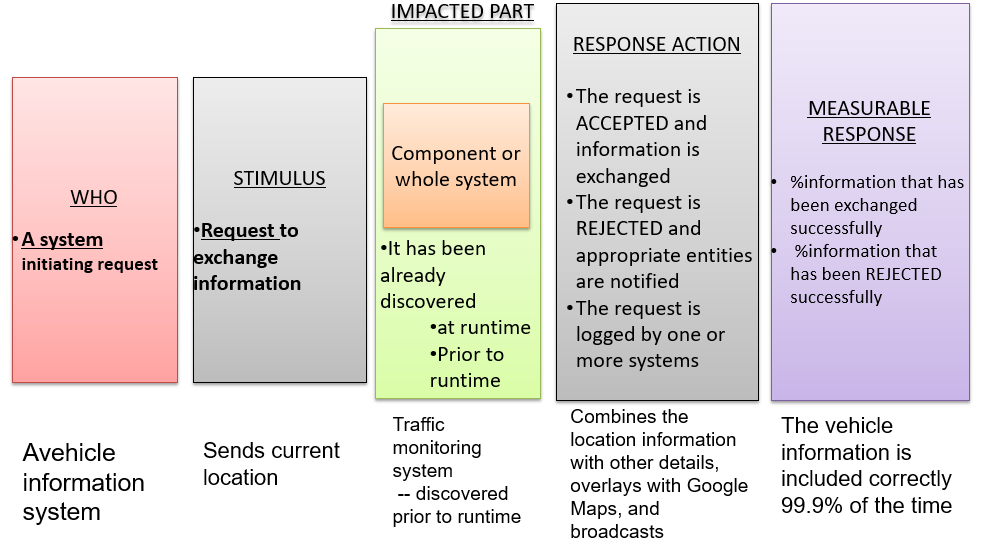 WHO
•A system
initiating request
STIMULUS
•Request to
exchange
information
IMPACTED PART
Component or
whole system
•It has been
already
discovered
•at runtime
•Prior to
runtime
RESPONSE ACTION
•The request is
ACCEPTED and
information is
exchanged
•The request is
REJECTED and
appropriate entities
are notified
•The request is
logged by one or
more systems
MEASURABLE
RESPONSE
• %information that has
been exchanged
successfully
• %information that
has been REJECTED
successfully
Avehicle
information
system
Sends current
location
Traffic
monitoring
system
-- discovered
prior to runtime
Combines the
location information
with other details,
overlays with Google
Maps, and
broadcasts
The vehicle
information is
included correctly
99.9% of the time